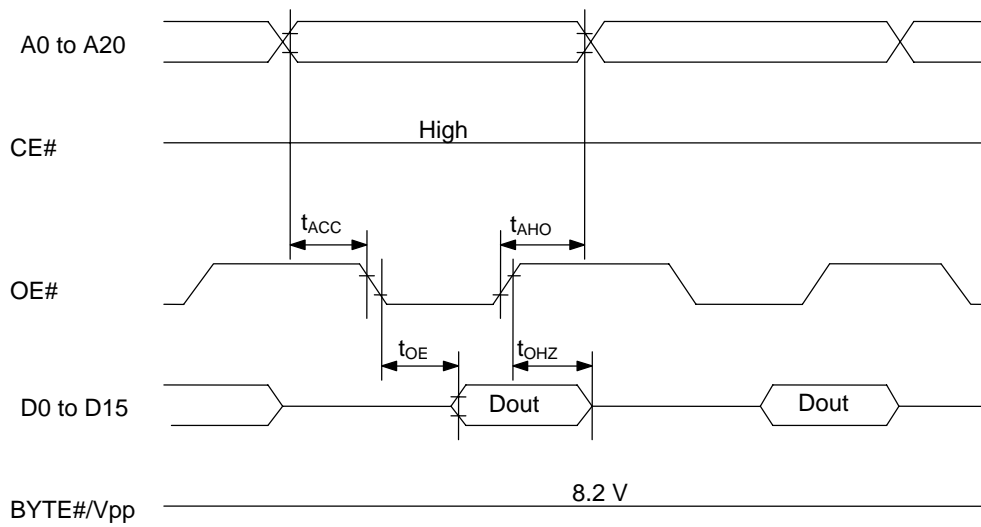 A0 to A20
High
CE#
tACC
tAHO
OE#
tOE
tOHZ
D0 to D15
Dout
Dout
8.2 V
BYTE#/Vpp